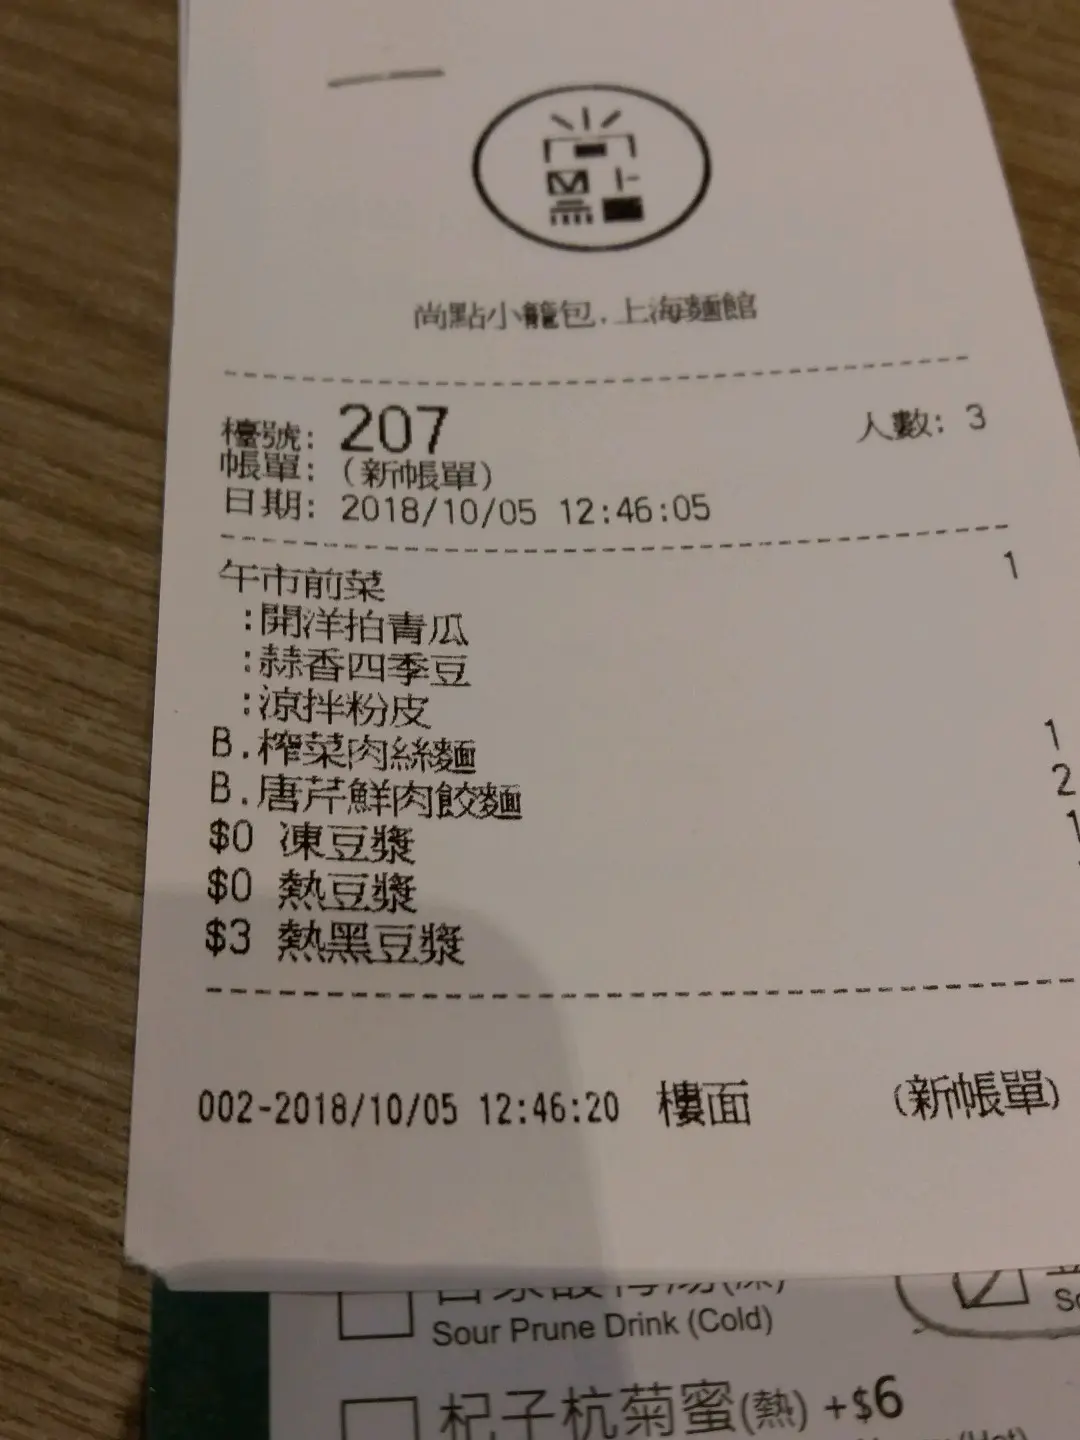 尚點小籠包.上海麵館
檯號: 207 人數: 3
帳單: (新帳單)
日期: 2018/10/05 12:46:05
午市前菜 1
:開洋拍青瓜
:蒜香四季豆
:涼拌粉皮
B.榨菜肉絲麵 1
B.唐芹鮮肉餃麵 2
$0 凍豆漿 1
$0 熱豆漿
$3 熱黑豆漿
002-2018/10/05 12:46:20 樓面 (新帳單)
Sour Prune Drink (Cold)
杞子杭菊蜜(熱) +$6